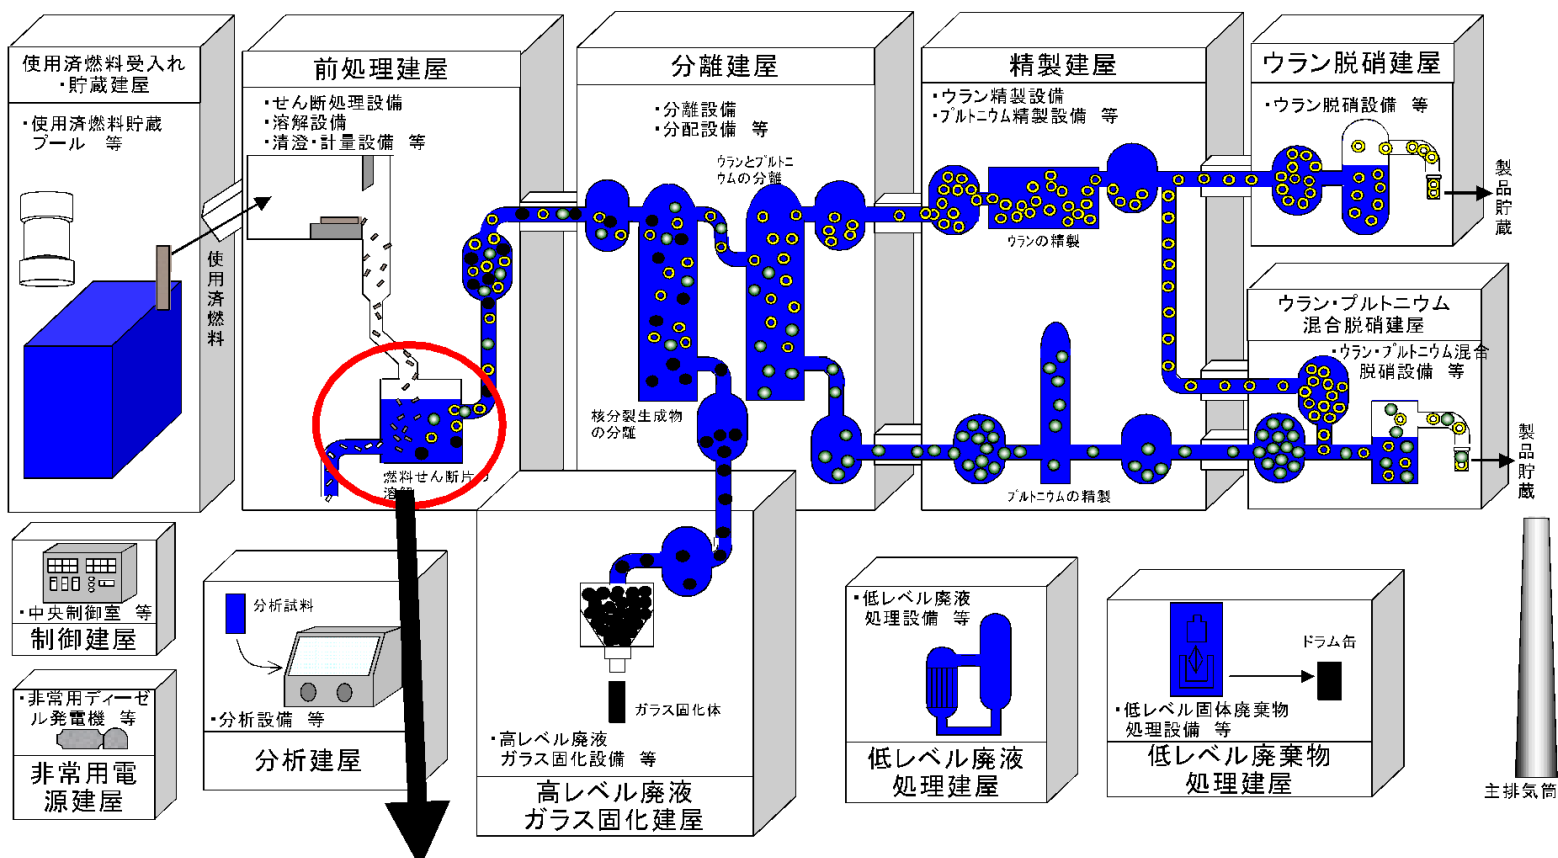 使用済燃料受入れ
・貯蔵建屋
・使用済燃料貯蔵
プール 等
使用済燃料
前処理建屋
・せん断処理設備
・溶解設備
・清澄・計量設備 等
燃料せん断片の
溶解
分離建屋
・分離設備
・分配設備 等
ウランとプルトニ
ウムの分離
核分裂生成物
の分離
精製建屋
・ウラン精製設備
・プルトニウム精製設備 等
ウランの精製
プルトニウムの精製
ウラン脱硝建屋
・ウラン脱硝設備 等
製品貯蔵
ウラン・プルトニウム
混合脱硝建屋
・ウラン・プルトニウム混合
脱硝設備 等
製品貯蔵
・中央制御室 等
制御建屋
・非常用ディーゼ
ル発電機 等
非常用電
源建屋
分析試料
・分析設備 等
分析建屋
ガラス固化体
・高レベル廃液
ガラス固化設備 等
高レベル廃液
ガラス固化建屋
・低レベル廃液
処理設備 等
低レベル廃液
処理建屋
ドラム缶
・低レベル固体廃棄物
処理設備 等
低レベル廃棄物
処理建屋
主排気筒